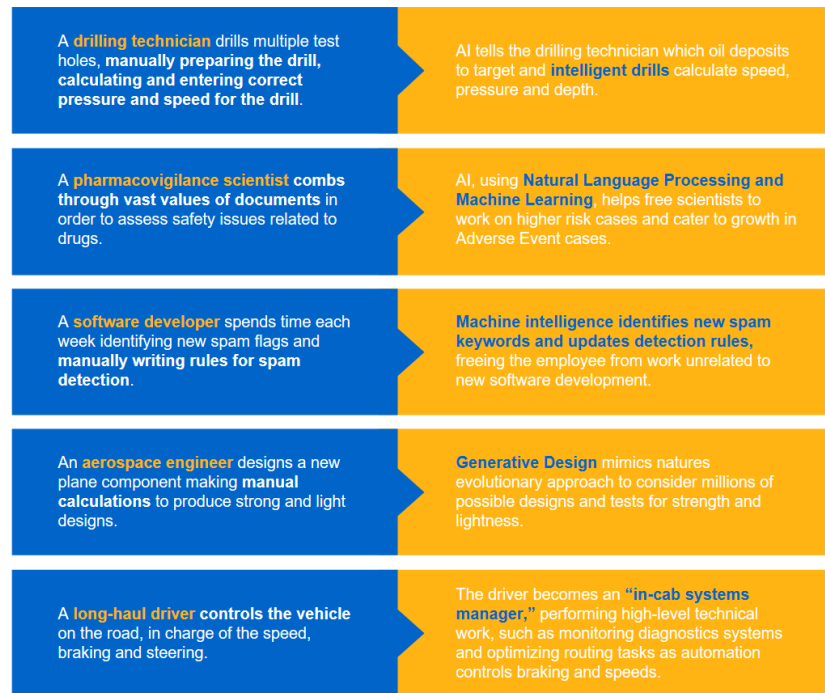 A drilling technician drills multiple test
holes, manually preparing the drill,
calculating and entering correct
pressure and speed for the drill.
AI tells the drilling technician which oil deposits
to target and intelligent drills calculate speed,
pressure and depth.
A pharmacovigilance scientist combs
through vast values of documents in
order to assess safety issues related to
drugs.
AI, using Natural Language Processing and
Machine Learning, helps free scientists to
work on higher risk cases and cater to growth in
Adverse Event cases.
A software developer spends time each
week identifying new spam flags and
manually writing rules for spam
detection.
Machine intelligence identifies new spam
keywords and updates detection rules,
freeing the employee from work unrelated to
new software development.
An aerospace engineer designs a new
plane component making manual
calculations to produce strong and light
designs.
Generative Design mimics natures
evolutionary approach to consider millions of
possible designs and tests for strength and
lightness.
A long-haul driver controls the vehicle
on the road, in charge of the speed,
braking and steering.
The driver becomes an “in-cab systems
manager,” performing high-level technical
work, such as monitoring diagnostics systems
and optimizing routing tasks as automation
controls braking and speeds.